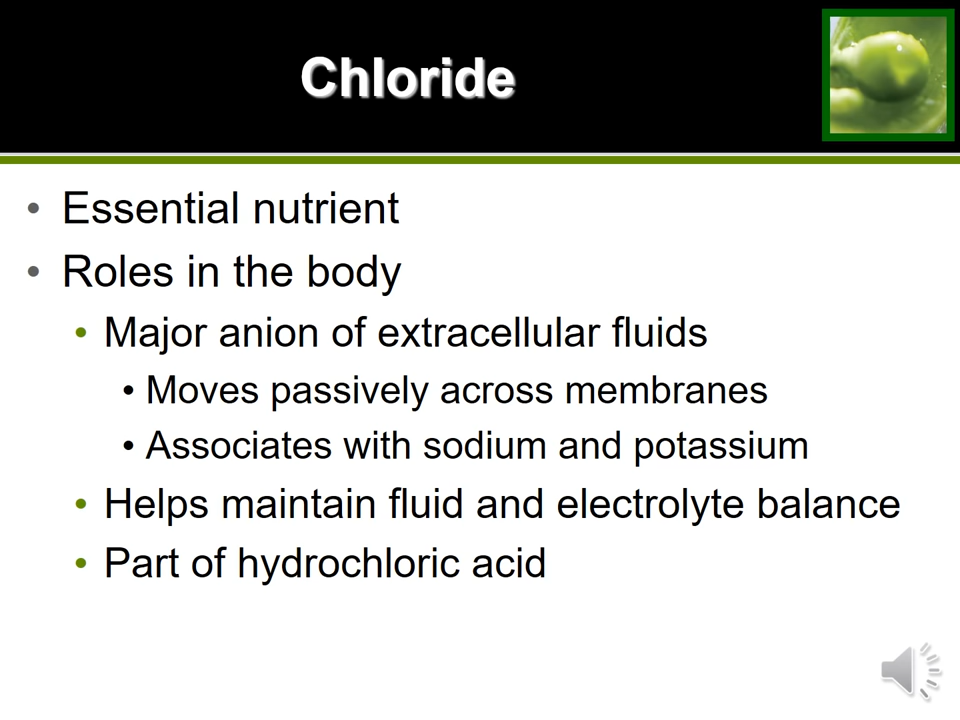 Chloride
• Essential nutrient
• Roles in the body
• Major anion of extracellular fluids
• Moves passively across membranes
• Associates with sodium and potassium
• Helps maintain fluid and electrolyte balance
• Part of hydrochloric acid